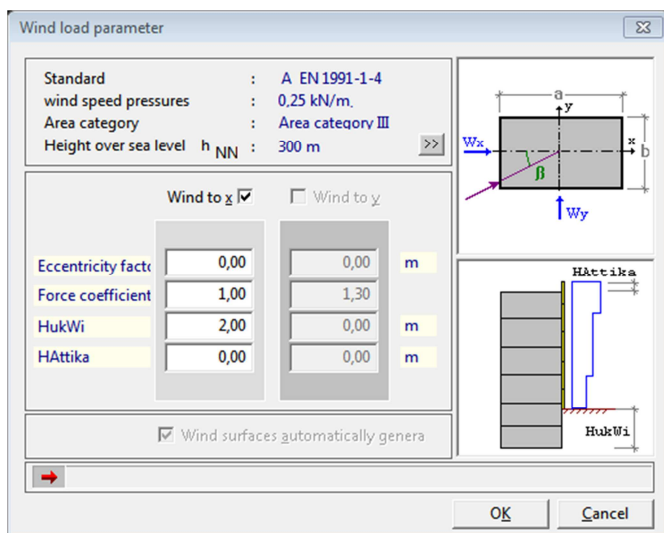 Wind load parameter
Standard : A EN 1991-1-4
wind speed pressures : 0,25 kN/m,
Area category : Area category III
Height over sea level h NN : 300 m >>
Wind to x Wind to y
Eccentricity facto 0,00 0,00 m
Force coefficient 1,00 1,30
HukWi 2,00 0,00 m
HAttika 0,00 0,00 m
Wind surfaces automatically genera
OK Cancel
a
y
Wx x b
β
Wy
HAttika
HukWi